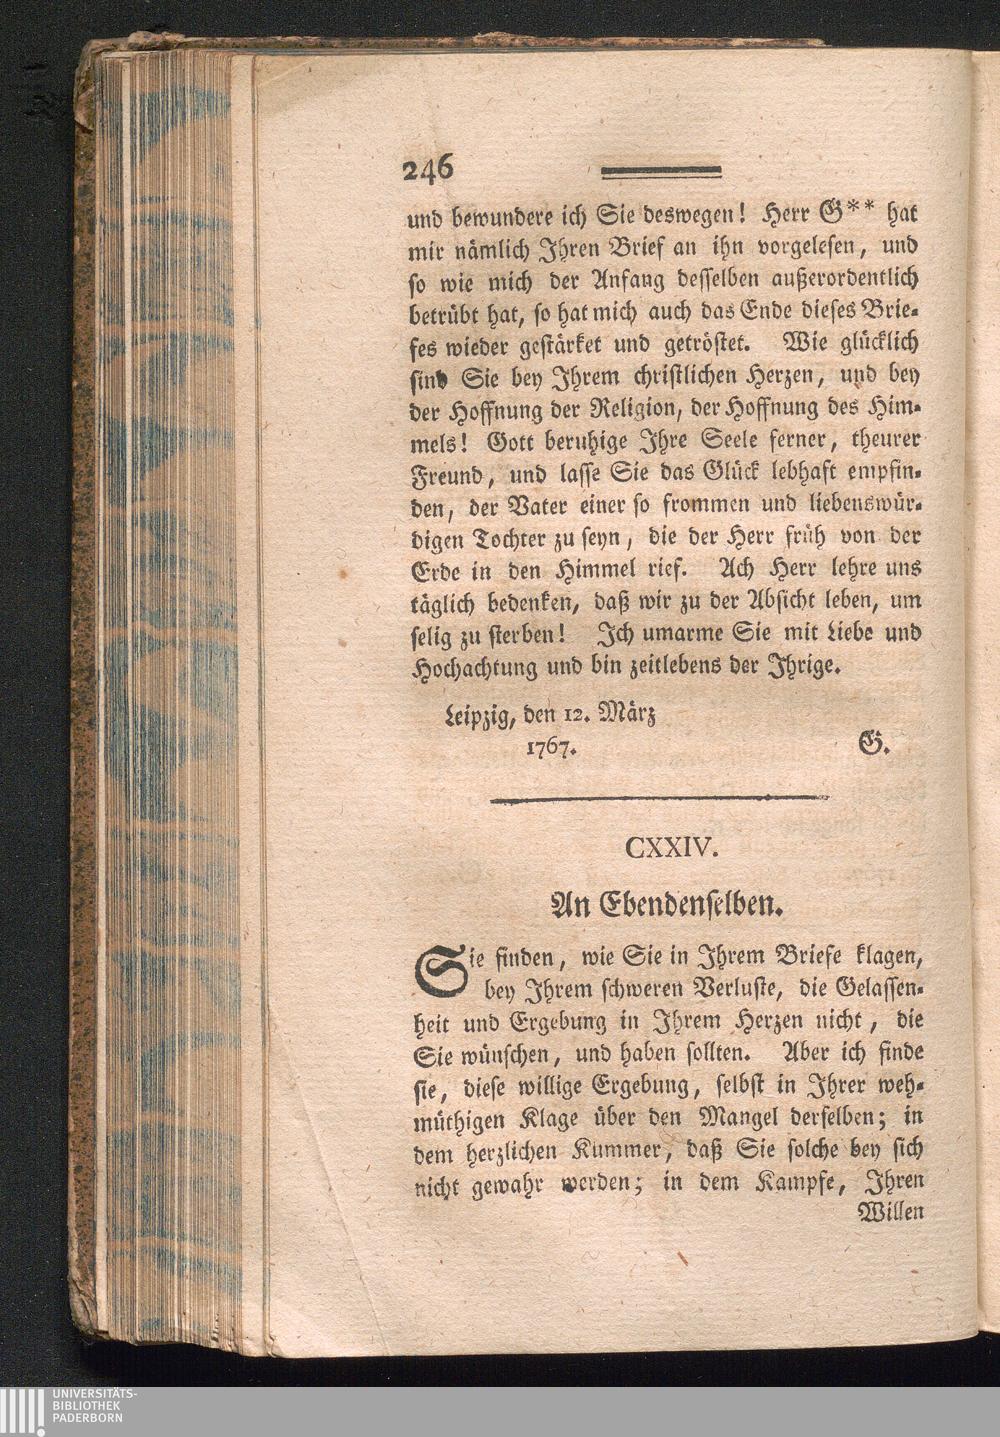 246
und bewundere ich Sie deswegen! Herr G** hat
mir nämlich Ihren Brief an ihn vorgelesen, und
so wie mich der Anfang desselben außerordentlich
betrübt hat, so hat mich auch das Ende dieses Brie-
fes wieder gestärket und getröstet. Wie glücklich
sind Sie bey Ihrem christlichen Herzen, und bey
der Hoffnung der Religion, der Hoffnung des Him-
mels! Gott beruhige Ihre Seele ferner, theurer
Freund, und lasse Sie das Glück lebhaft empfin-
den, der Vater einer so frommen und liebenswür-
digen Tochter zu seyn, die der Herr früh von der
Erde in den Himmel rief. Ach Herr lehre uns
täglich bedenken, daß wir zu der Absicht leben, um
selig zu sterben! Ich umarme Sie mit Liebe und
Hochachtung und bin zeitlebens der Ihrige.
Leipzig, den 12. März
1767. G.
CXXIV.
An Ebendenselben.
Sie finden, wie Sie in Ihrem Briefe klagen,
bey Ihrem schweren Verluste, die Gelassen-
heit und Ergebung in Ihrem Herzen nicht, die
Sie wünschen, und haben sollten. Aber ich finde
sie, diese willige Ergebung, selbst in Ihrer weh-
müthigen Klage über den Mangel derselben; in
dem herzlichen Kummer, daß Sie solche bey sich
nicht gewahr werden; in dem Kampfe, Ihren
Willen
UNIVERSITÄTS-
BIBLIOTHEK
PADERBORN